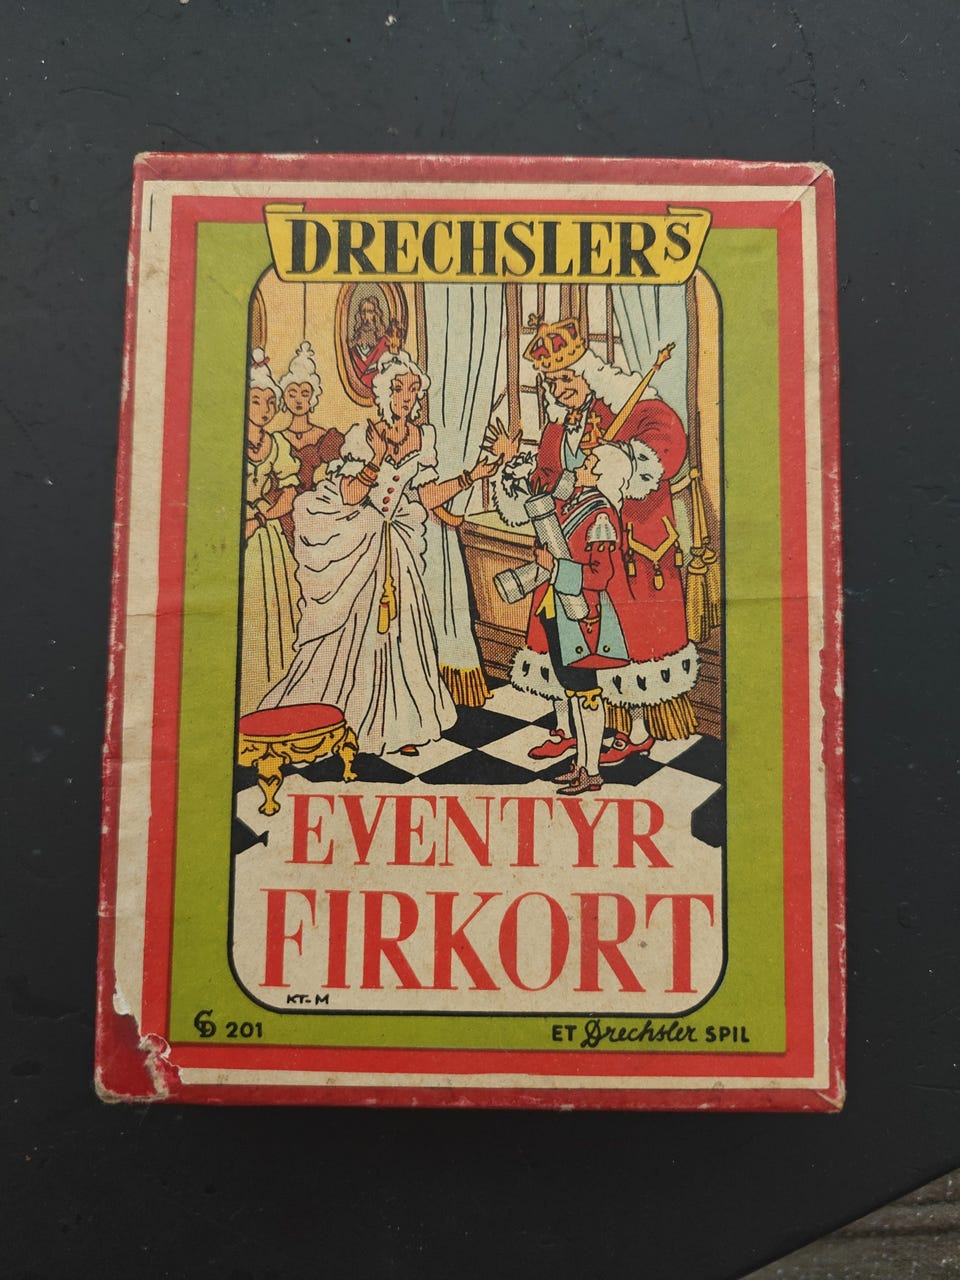 DRECHSLERS
EVENTYR
FIRKORT
KT-M
CD 201
ET Drechsler SPIL